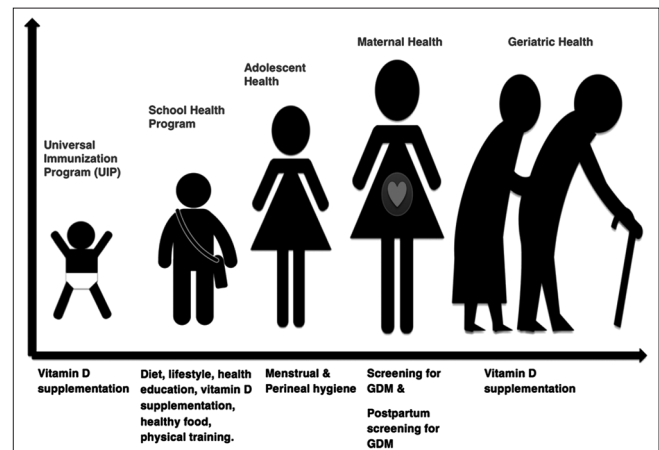 Maternal Health
Geriatric Health
Adolescent
Health
School Health
Program
Universal
Immunization
Program (UIP)
Vitamin D
supplementation
Diet, lifestyle, health
education, vitamin D
supplementation,
healthy food,
physical training.
Menstrual &
Perineal hygiene
Screening for
GDM &
Postpartum
screening for
GDM
Vitamin D
supplementation